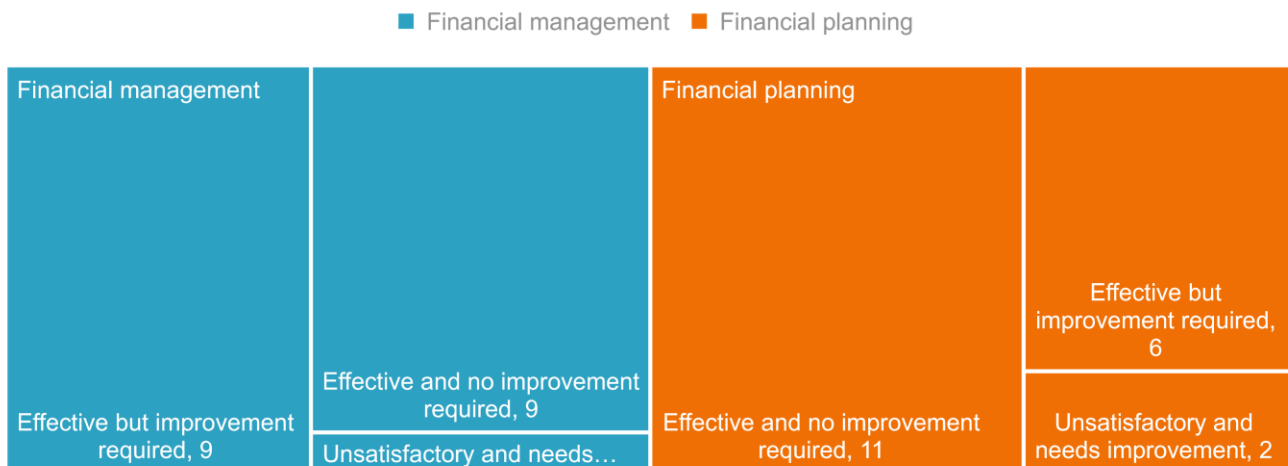 Financial management Financial planning
Financial management
Effective but improvement
required, 9
Effective and no improvement
required, 9
Unsatisfactory and needs…
Financial planning
Effective and no improvement
required, 11
Effective but
improvement required,
6
Unsatisfactory and
needs improvement, 2